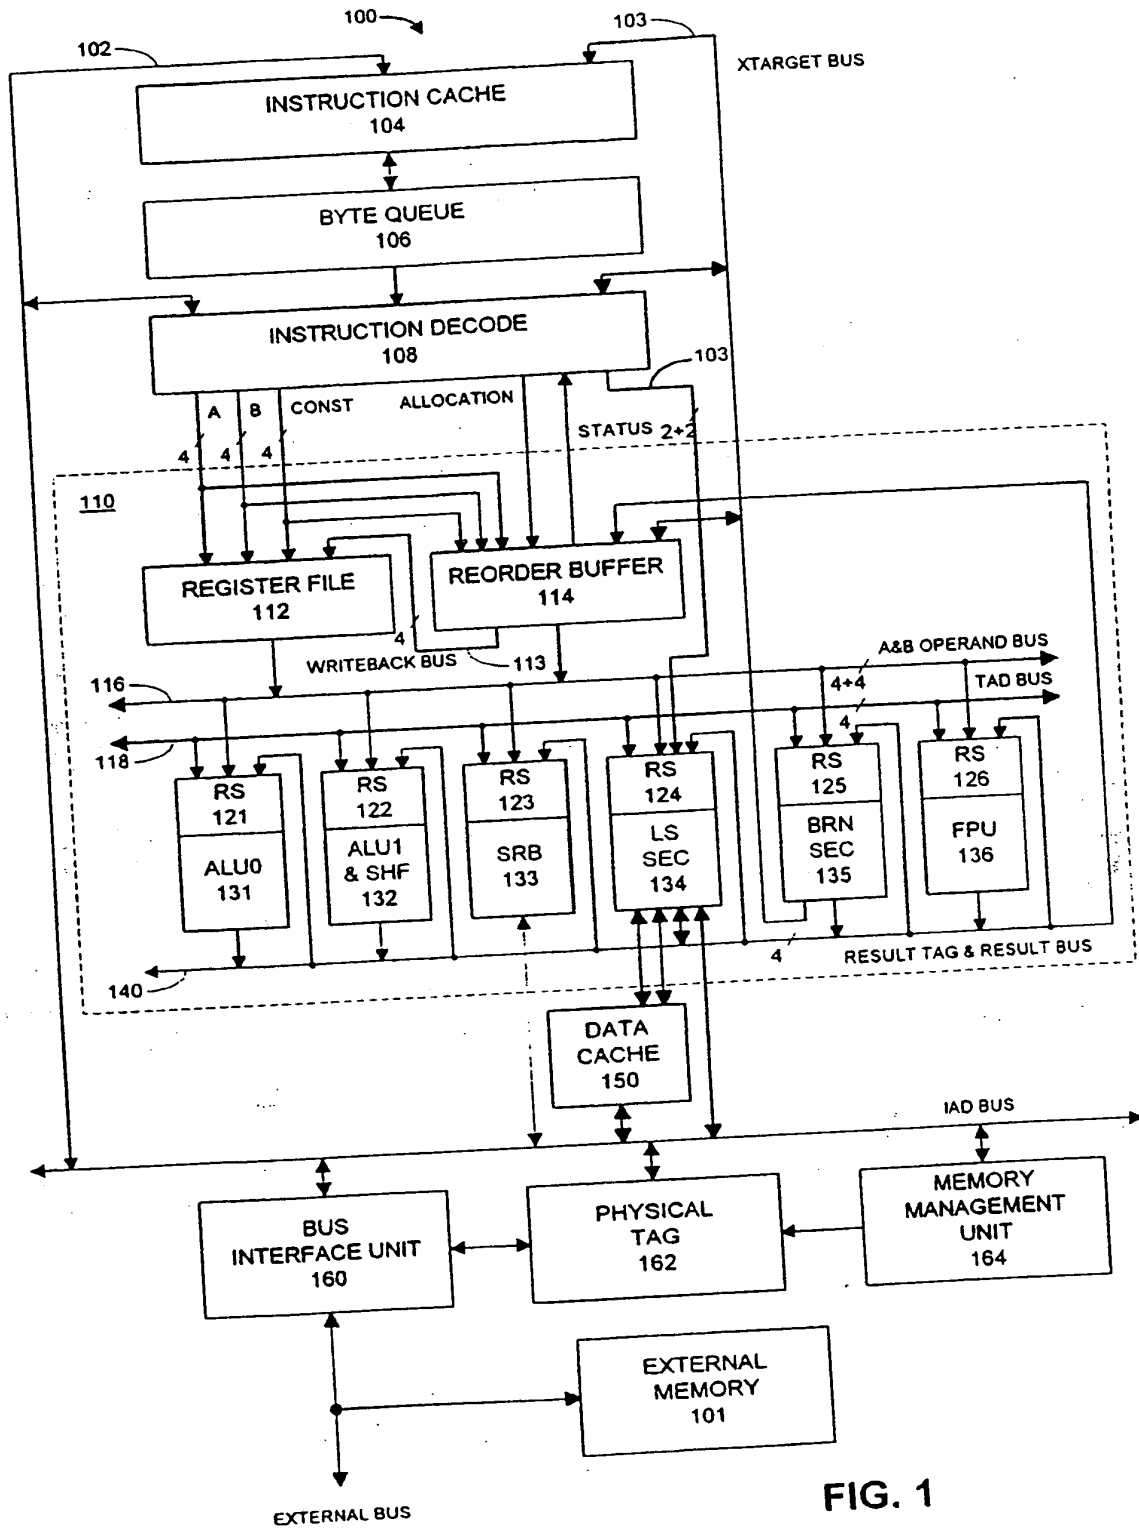 100
103
102
XTARGET BUS
INSTRUCTION CACHE
104
BYTE QUEUE
106
INSTRUCTION DECODE
108
103
A
B
CONST
ALLOCATION
STATUS
2+2
4
4
4
110
REGISTER FILE
112
REORDER BUFFER
114
4
WRITEBACK BUS
113
A&B OPERAND BUS
116
4+4
TAD BUS
4
118
RS
121
ALU0
131
RS
122
ALU1
& SHF
132
RS
123
SRB
133
RS
124
LS
SEC
134
RS
125
BRN
SEC
135
RS
126
FPU
136
4
RESULT TAG & RESULT BUS
140
DATA
CACHE
150
IAD BUS
BUS
INTERFACE UNIT
160
PHYSICAL
TAG
162
MEMORY
MANAGEMENT
UNIT
164
EXTERNAL
MEMORY
101
EXTERNAL BUS
FIG. 1